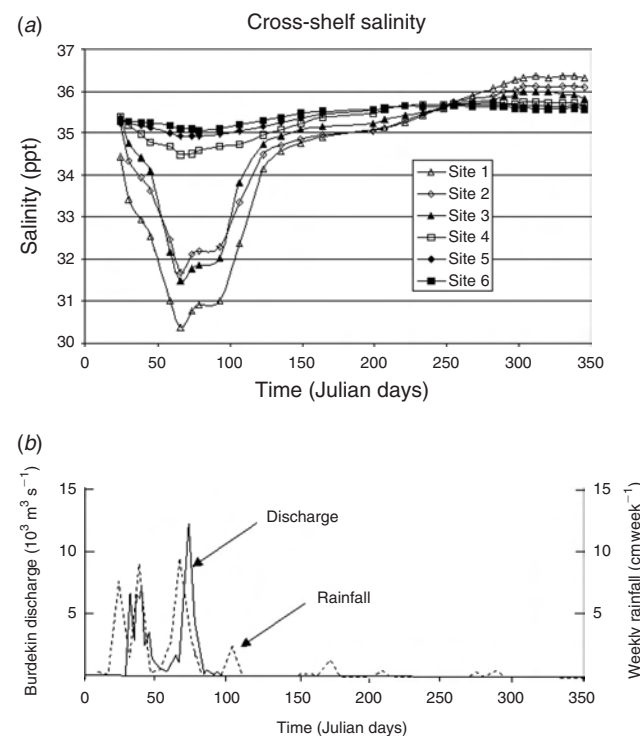 (a)
Cross-shelf salinity
37
36
35
34
33
32
31
30
Salinity (ppt)
Site 1
Site 2
Site 3
Site 4
Site 5
Site 6
0 50 100 150 200 250 300 350
Time (Julian days)
(b)
15 15
10 10
5 5
Burdekin discharge (10³ m³ s⁻¹)
Weekly rainfall (cm week⁻¹)
Discharge
Rainfall
0 50 100 150 200 250 300 350
Time (Julian days)